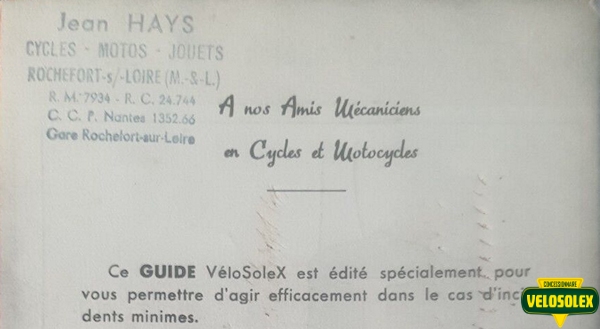 Jean HAYS
CYCLES - MOTOS - JOUETS
ROCHEFORT-s/-LOIRE (M.-&-L.)
R. M. 7934 - R. C. 24.744
C. C. P. Nantes 1352.66
Gare Rochefort-sur-Loire
A nos Amis Mécaniciens
en Cycles et Motocycles
Ce GUIDE VéloSoleX est édité spécialement pour
vous permettre d'agir efficacement dans le cas d'inci
dents minimes.
CONCESSIONNAIRE
VELOSOLEX